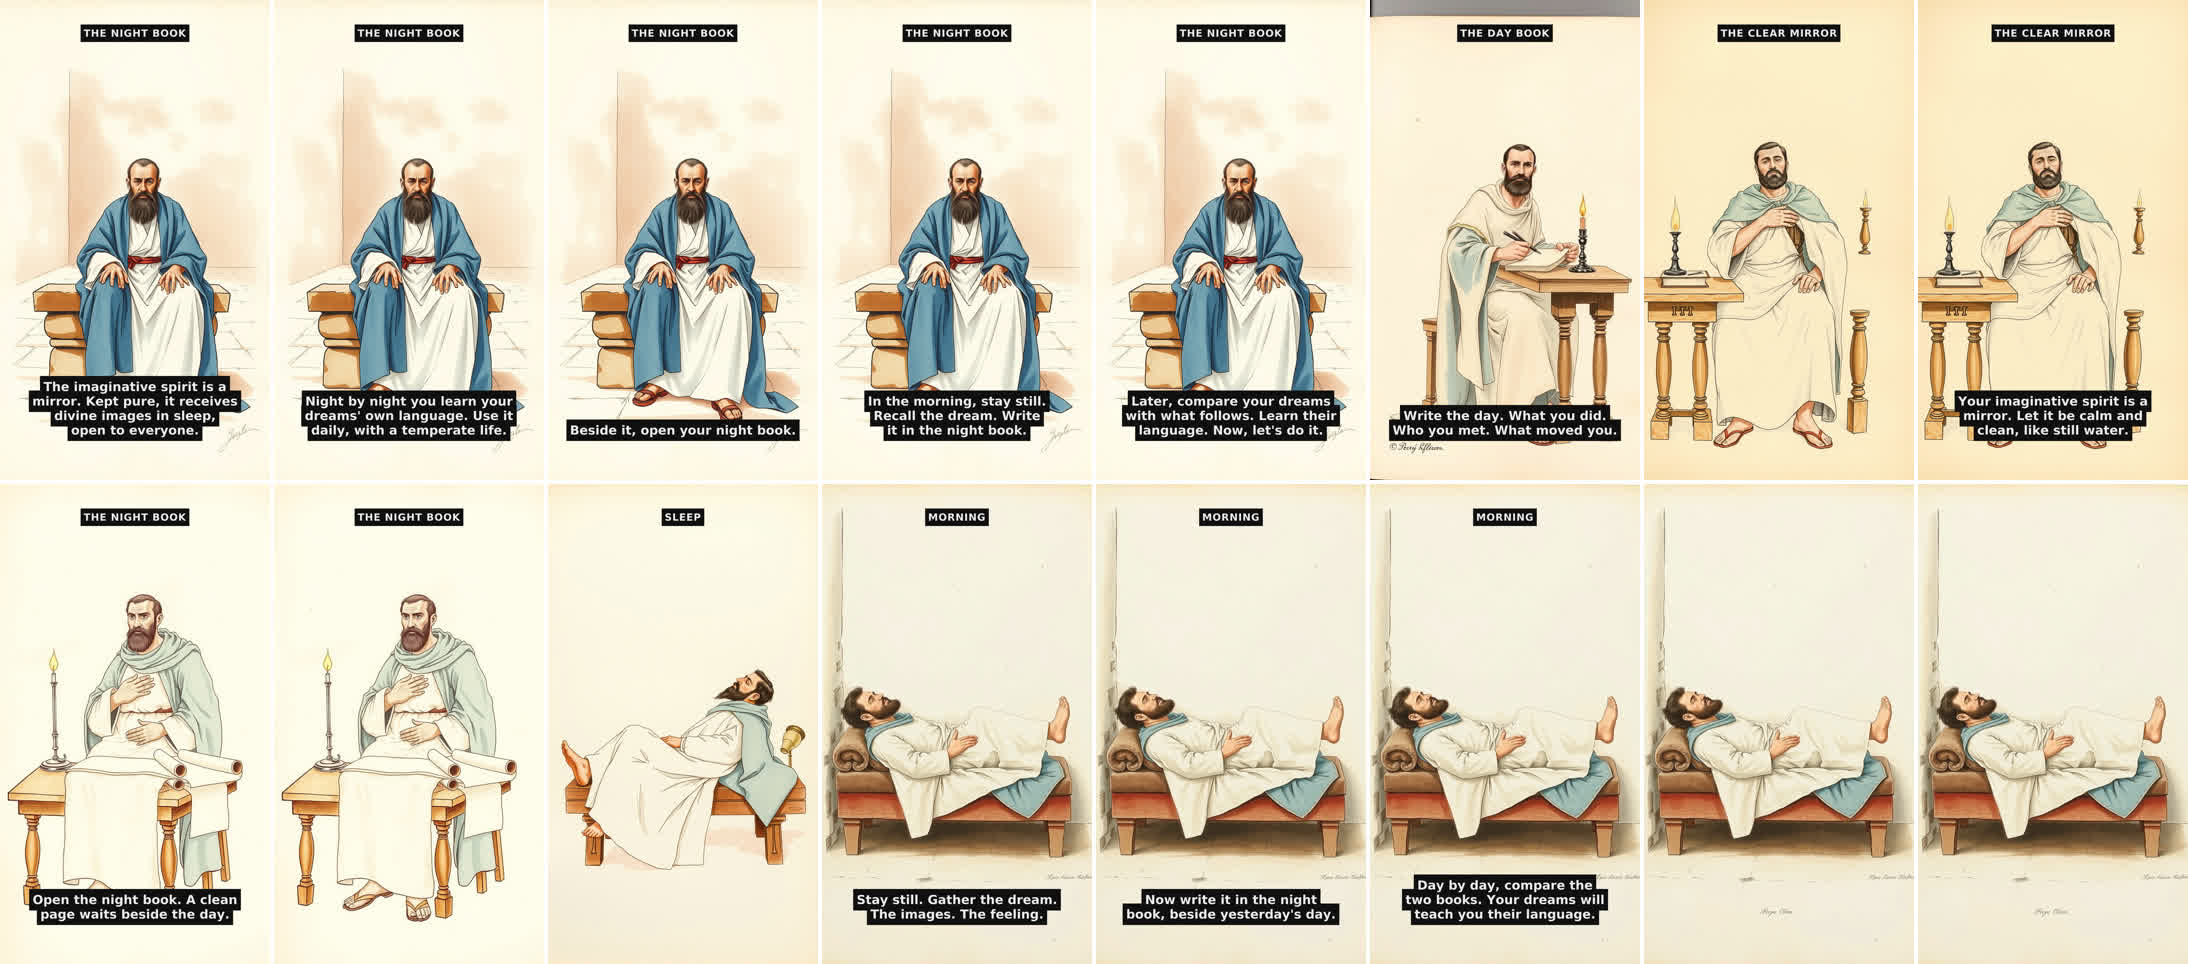 THE NIGHT BOOK
The imaginative spirit is a
mirror. Kept pure, it receives
divine images in sleep,
open to everyone.
THE NIGHT BOOK
Night by night you learn your
dreams' own language. Use it
daily, with a temperate life.
THE NIGHT BOOK
Beside it, open your night book.
THE NIGHT BOOK
In the morning, stay still.
Recall the dream. Write
it in the night book.
THE NIGHT BOOK
Later, compare your dreams
with what follows. Learn their
language. Now, let's do it.
THE DAY BOOK
Write the day. What you did.
Who you met. What moved you.
THE CLEAR MIRROR
THE CLEAR MIRROR
Your imaginative spirit is a
mirror. Let it be calm and
clean, like still water.
THE NIGHT BOOK
Open the night book. A clean
page waits beside the day.
THE NIGHT BOOK
SLEEP
MORNING
Stay still. Gather the dream.
The images. The feeling.
MORNING
Now write it in the night
book, beside yesterday's day.
MORNING
Day by day, compare the
two books. Your dreams will
teach you their language.